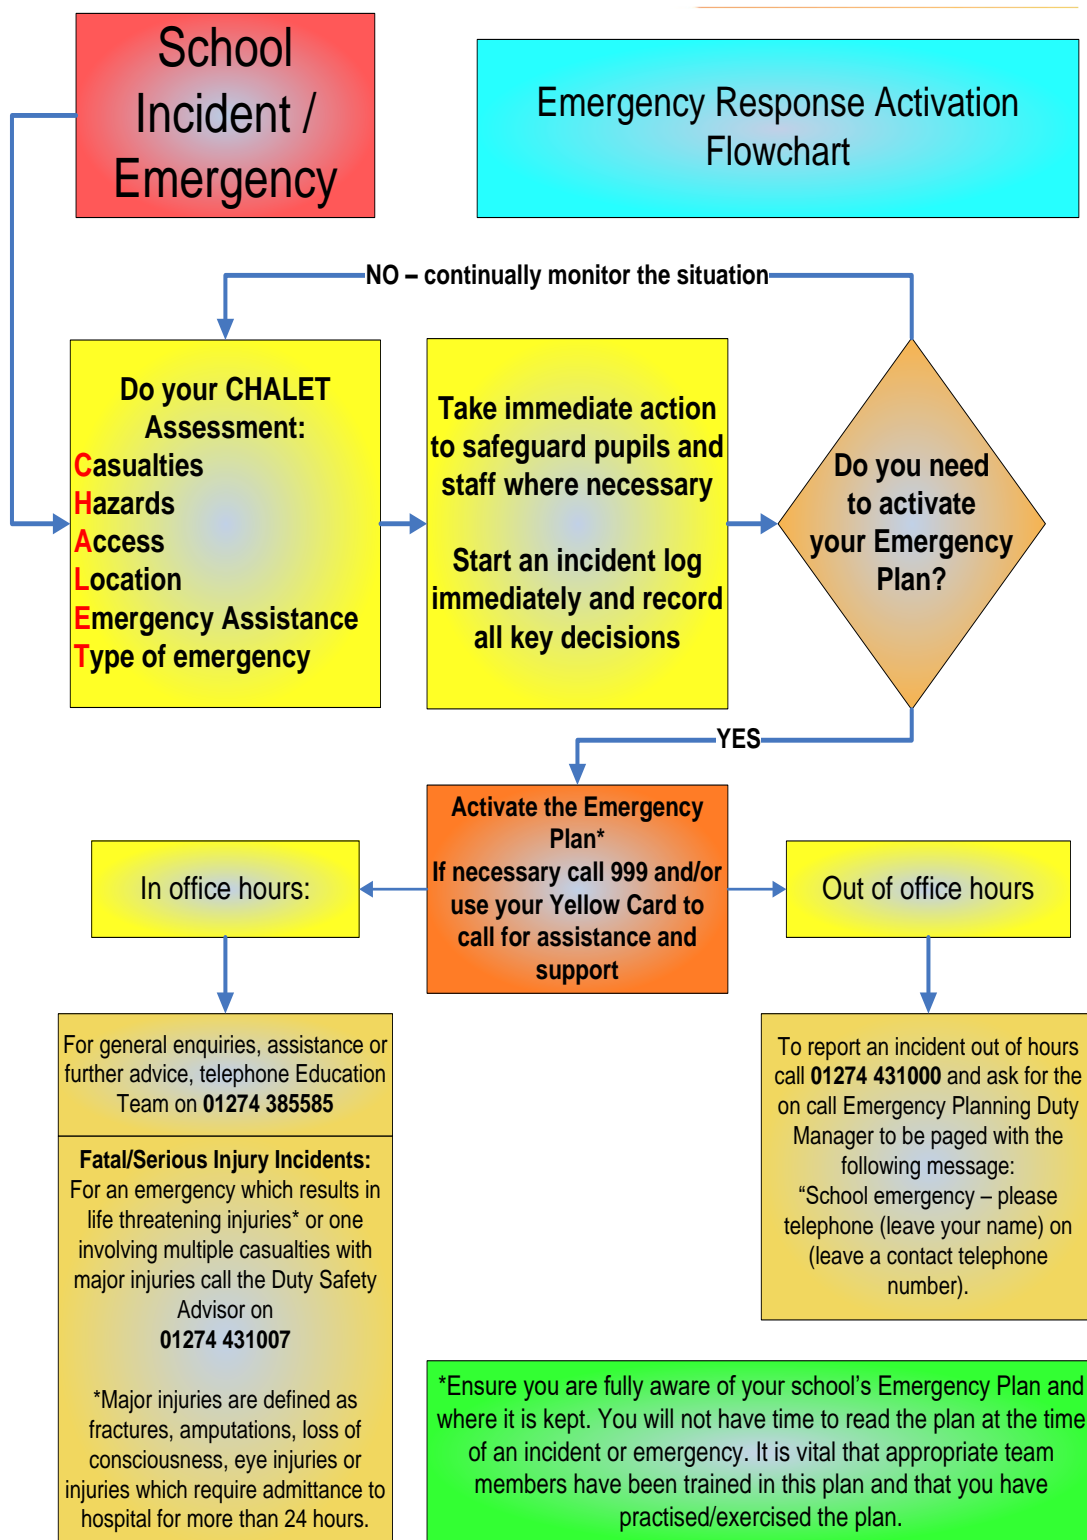 School
Incident /
Emergency
Emergency Response Activation
Flowchart
NO – continually monitor the situation
Do your CHALET
Assessment:
Casualties
Hazards
Access
Location
Emergency Assistance
Type of emergency
Take immediate action
to safeguard pupils and
staff where necessary
Start an incident log
immediately and record
all key decisions
Do you need
to activate
your Emergency
Plan?
YES
Activate the Emergency
Plan*
If necessary call 999 and/or
use your Yellow Card to
call for assistance and
support
In office hours:
Out of office hours
For general enquiries, assistance or
further advice, telephone Education
Team on 01274 385585
Fatal/Serious Injury Incidents:
For an emergency which results in
life threatening injuries* or one
involving multiple casualties with
major injuries call the Duty Safety
Advisor on
01274 431007
*Major injuries are defined as
fractures, amputations, loss of
consciousness, eye injuries or
injuries which require admittance to
hospital for more than 24 hours.
To report an incident out of hours
call 01274 431000 and ask for the
on call Emergency Planning Duty
Manager to be paged with the
following message:
“School emergency – please
telephone (leave your name) on
(leave a contact telephone
number).
*Ensure you are fully aware of your school’s Emergency Plan and
where it is kept. You will not have time to read the plan at the time
of an incident or emergency. It is vital that appropriate team
members have been trained in this plan and that you have
practised/exercised the plan.